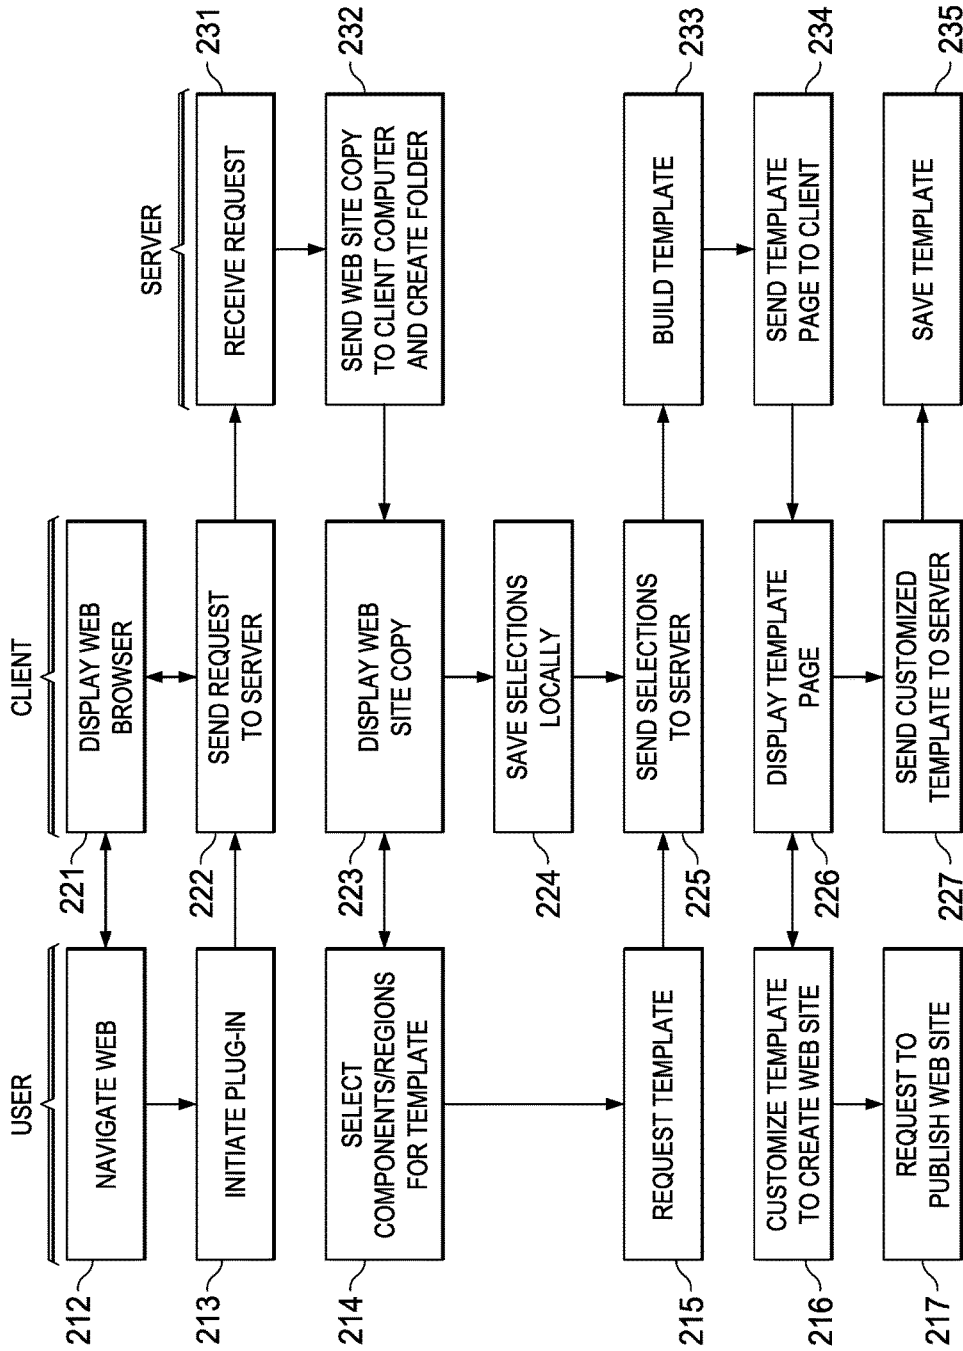 USER
CLIENT
SERVER
212
NAVIGATE WEB
221
DISPLAY WEB
BROWSER
213
INITIATE PLUG-IN
222
SEND REQUEST
TO SERVER
231
RECEIVE REQUEST
214
SELECT
COMPONENTS/REGIONS
FOR TEMPLATE
223
DISPLAY WEB
SITE COPY
232
SEND WEB SITE COPY
TO CLIENT COMPUTER
AND CREATE FOLDER
224
SAVE SELECTIONS
LOCALLY
215
REQUEST TEMPLATE
225
SEND SELECTIONS
TO SERVER
233
BUILD TEMPLATE
216
CUSTOMIZE TEMPLATE
TO CREATE WEB SITE
226
DISPLAY TEMPLATE
PAGE
234
SEND TEMPLATE
PAGE TO CLIENT
217
REQUEST TO
PUBLISH WEB SITE
227
SEND CUSTOMIZED
TEMPLATE TO SERVER
235
SAVE TEMPLATE